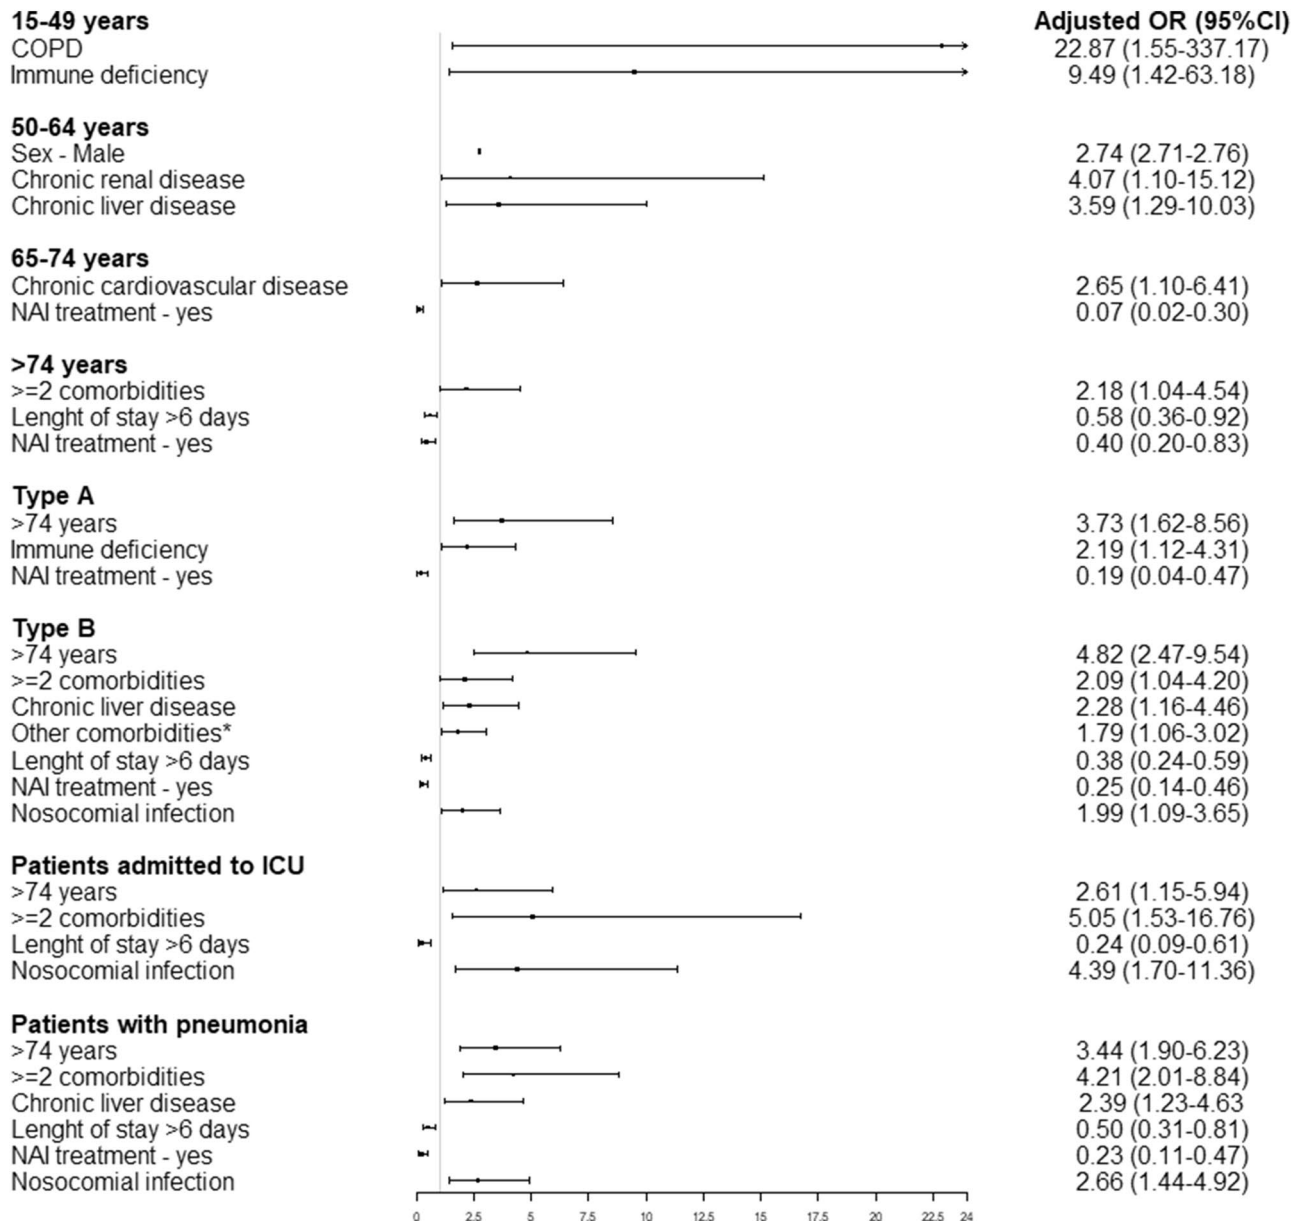 15-49 years Adjusted OR (95%CI)
COPD 22.87 (1.55-337.17)
Immune deficiency 9.49 (1.42-63.18)
50-64 years
Sex - Male 2.74 (2.71-2.76)
Chronic renal disease 4.07 (1.10-15.12)
Chronic liver disease 3.59 (1.29-10.03)
65-74 years
Chronic cardiovascular disease 2.65 (1.10-6.41)
NAI treatment - yes 0.07 (0.02-0.30)
>74 years
>=2 comorbidities 2.18 (1.04-4.54)
Lenght of stay >6 days 0.58 (0.36-0.92)
NAI treatment - yes 0.40 (0.20-0.83)
Type A
>74 years 3.73 (1.62-8.56)
Immune deficiency 2.19 (1.12-4.31)
NAI treatment - yes 0.19 (0.04-0.47)
Type B
>74 years 4.82 (2.47-9.54)
>=2 comorbidities 2.09 (1.04-4.20)
Chronic liver disease 2.28 (1.16-4.46)
Other comorbidities* 1.79 (1.06-3.02)
Lenght of stay >6 days 0.38 (0.24-0.59)
NAI treatment - yes 0.25 (0.14-0.46)
Nosocomial infection 1.99 (1.09-3.65)
Patients admitted to ICU
>74 years 2.61 (1.15-5.94)
>=2 comorbidities 5.05 (1.53-16.76)
Lenght of stay >6 days 0.24 (0.09-0.61)
Nosocomial infection 4.39 (1.70-11.36)
Patients with pneumonia
>74 years 3.44 (1.90-6.23)
>=2 comorbidities 4.21 (2.01-8.84)
Chronic liver disease 2.39 (1.23-4.63
Lenght of stay >6 days 0.50 (0.31-0.81)
NAI treatment - yes 0.23 (0.11-0.47)
Nosocomial infection 2.66 (1.44-4.92)
0 2.5 5 7.5 10 12.5 15 17.5 20 22.5 24